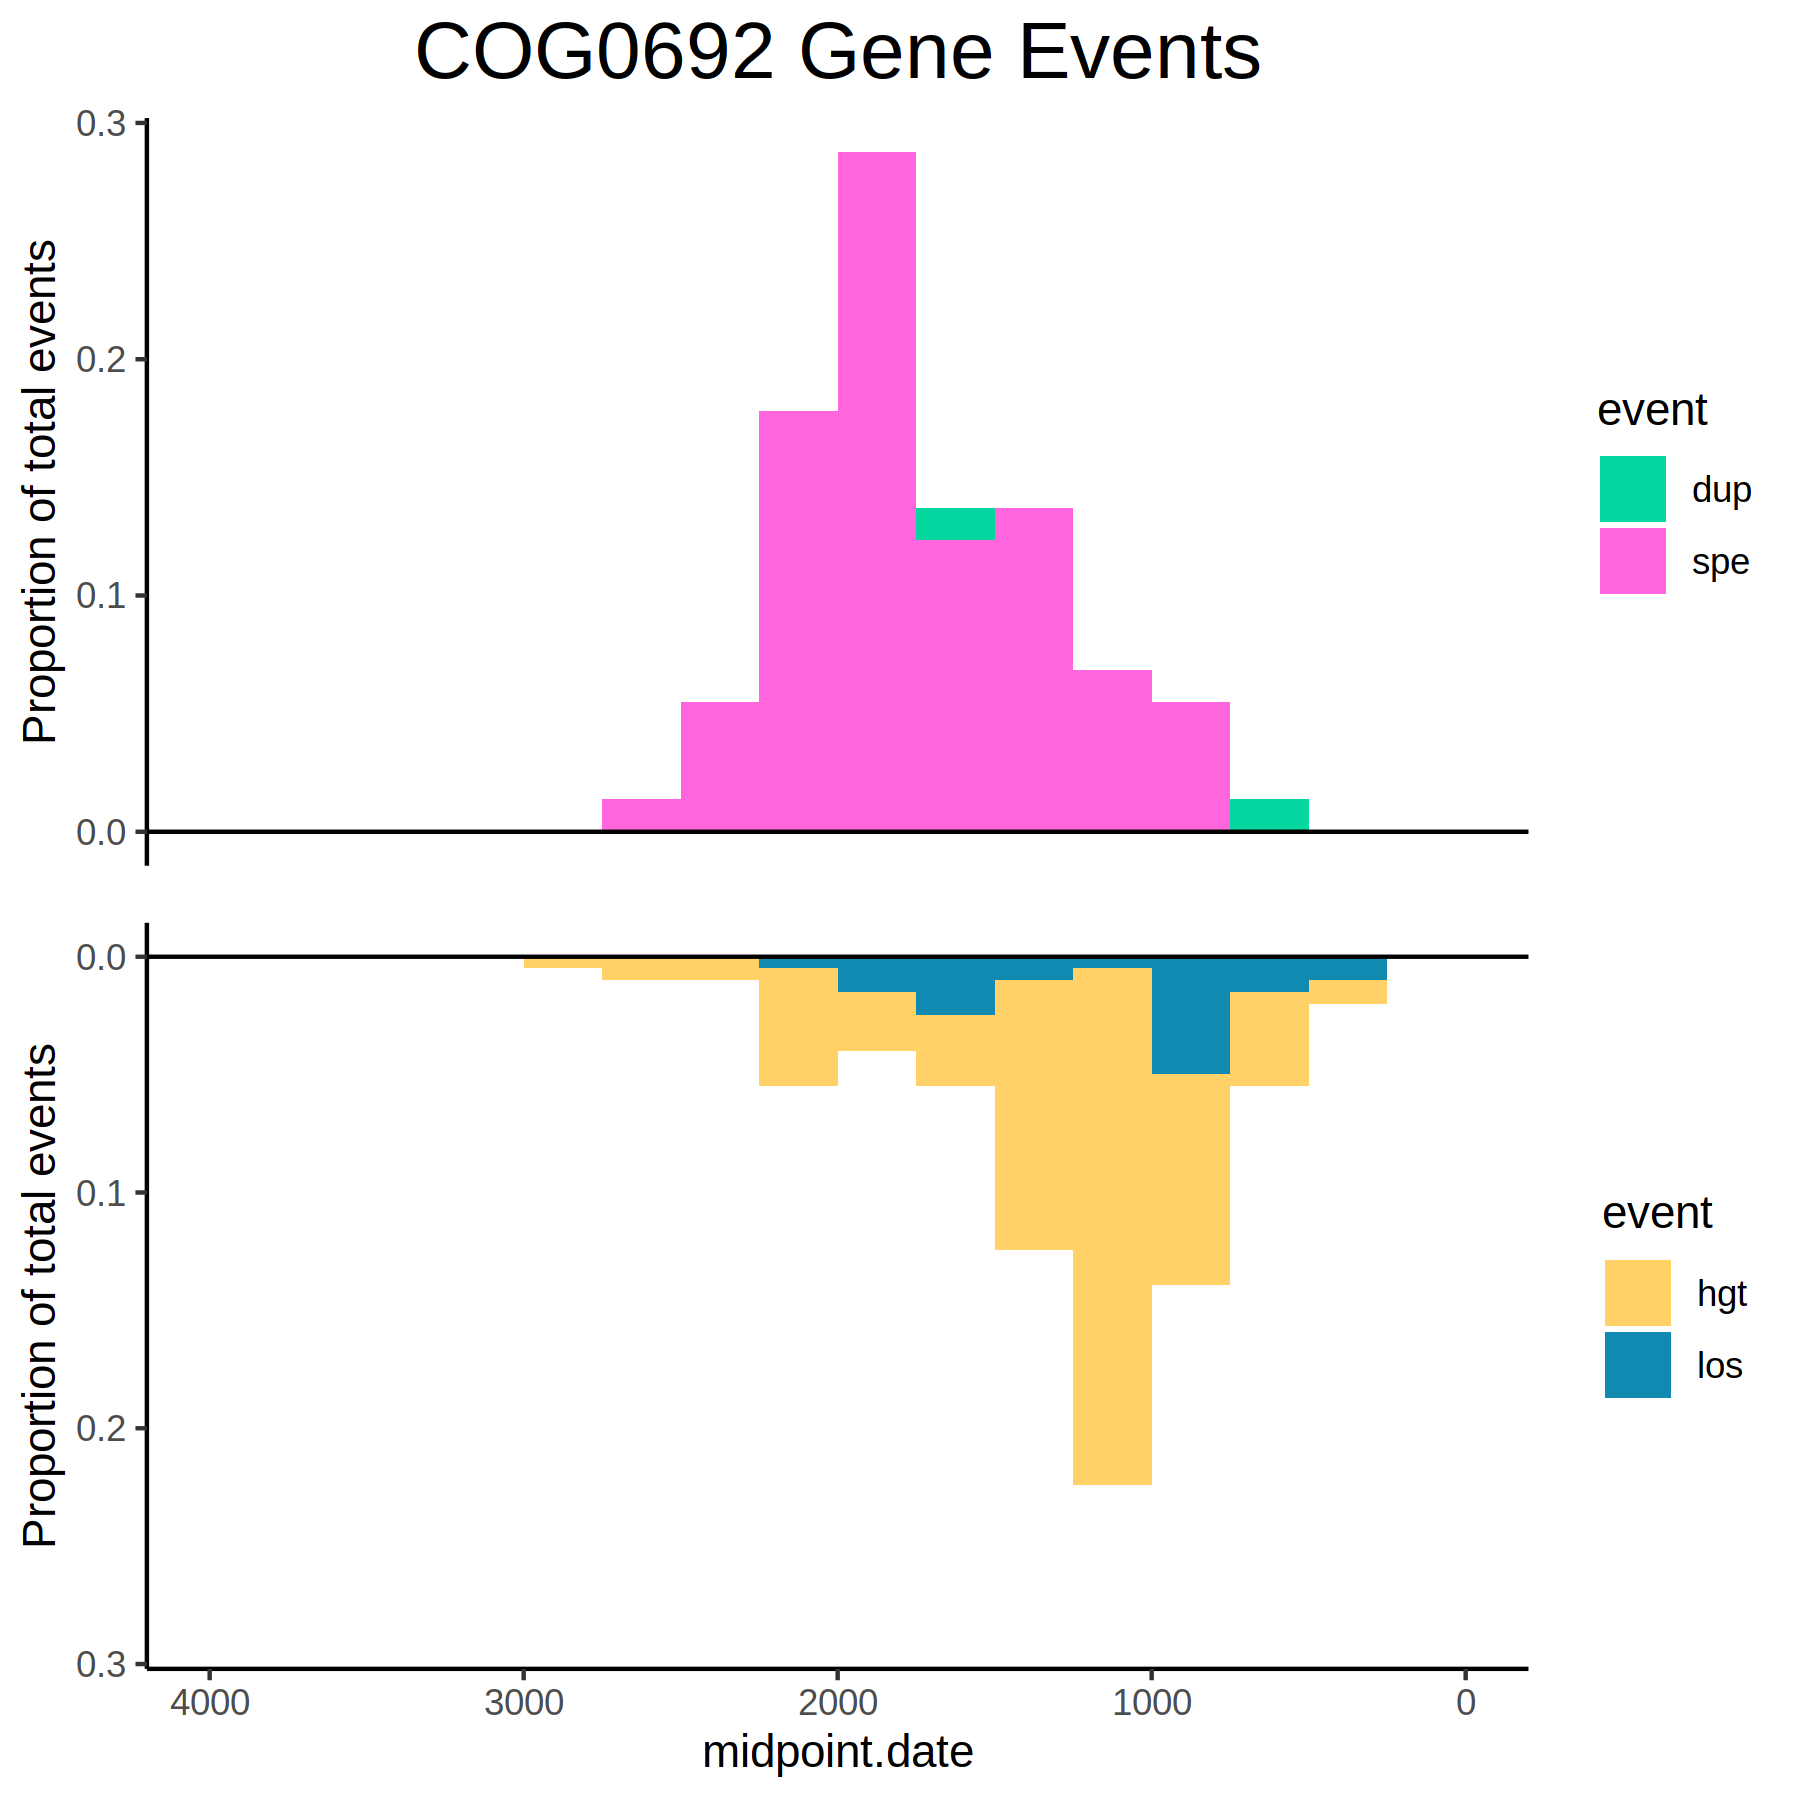 COG0692 Gene Events
Proportion of total events
0.3
0.2
0.1
0.0
event
dup
spe
Proportion of total events
0.0
0.1
0.2
0.3
event
hgt
los
4000 3000 2000 1000 0
midpoint.date